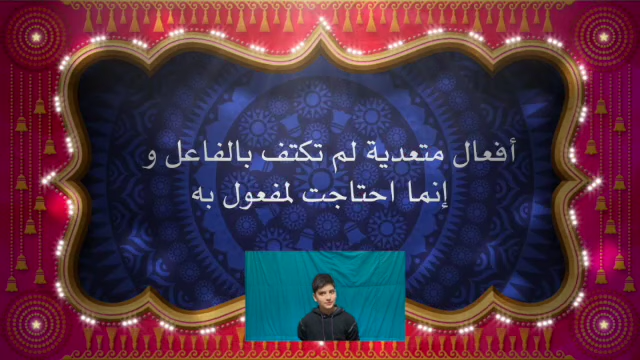 أفعال متعدية لم تكتف بالفاعل و
إنما احتاجت لمفعول به